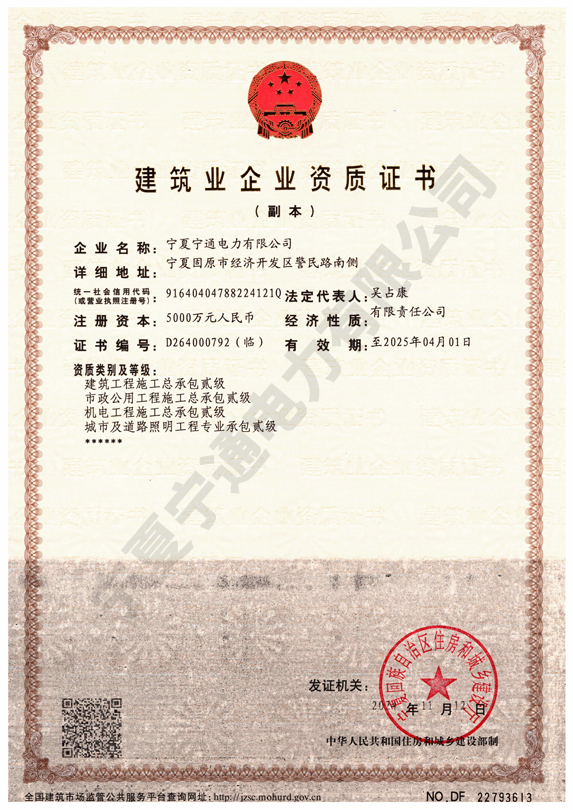 建筑业企业资质证书
（副本）
企业名称：宁夏宁通电力有限公司
详细地址：宁夏固原市经济开发区警民路南侧
统一社会信用代码（或营业执照注册号）：91640404788224121Q 法定代表人：吴占康
注册资本：5000万元人民币 经济性质：有限责任公司
证书编号：D264000792（临） 有效期：至2025年04月01日
资质类别及等级：
建筑工程施工总承包贰级
市政公用工程施工总承包贰级
机电工程施工总承包贰级
城市及道路照明工程专业承包贰级
******
宁夏宁通电力有限公司
宁夏回族自治区住房和城乡建设厅
发证机关：
年11月12日
中华人民共和国住房和城乡建设部制
全国建筑市场监管公共服务平台查询网址：http://jzsc.mohurd.gov.cn
NO.DF 22793613